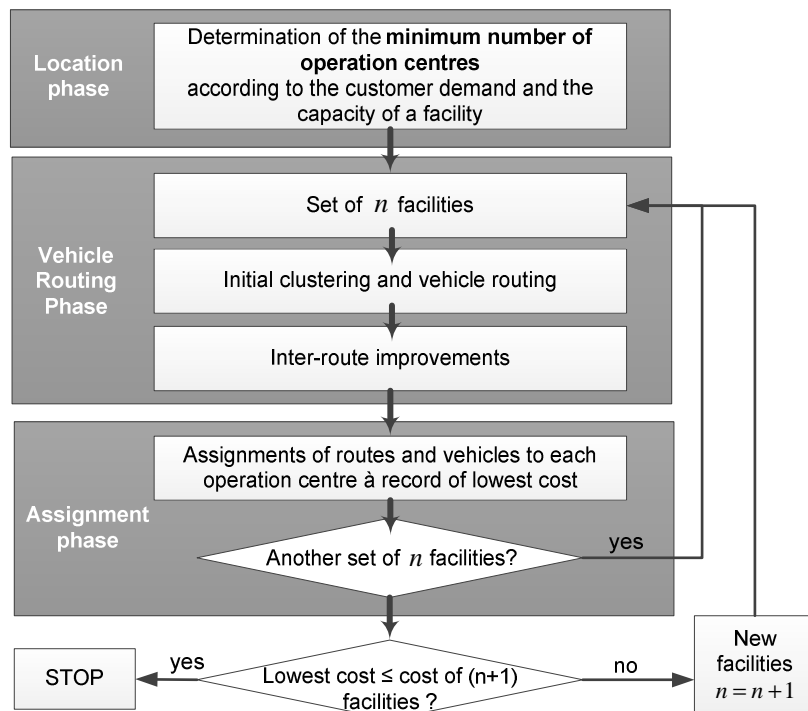 Location
phase
Determination of the minimum number of
operation centres
according to the customer demand and the
capacity of a facility
Vehicle
Routing
Phase
Set of n facilities
Initial clustering and vehicle routing
Inter-route improvements
Assignment
phase
Assignments of routes and vehicles to each
operation centre à record of lowest cost
Another set of n facilities?
yes
STOP
yes
Lowest cost ≤ cost of (n+1)
facilities ?
no
New
facilities
n = n + 1